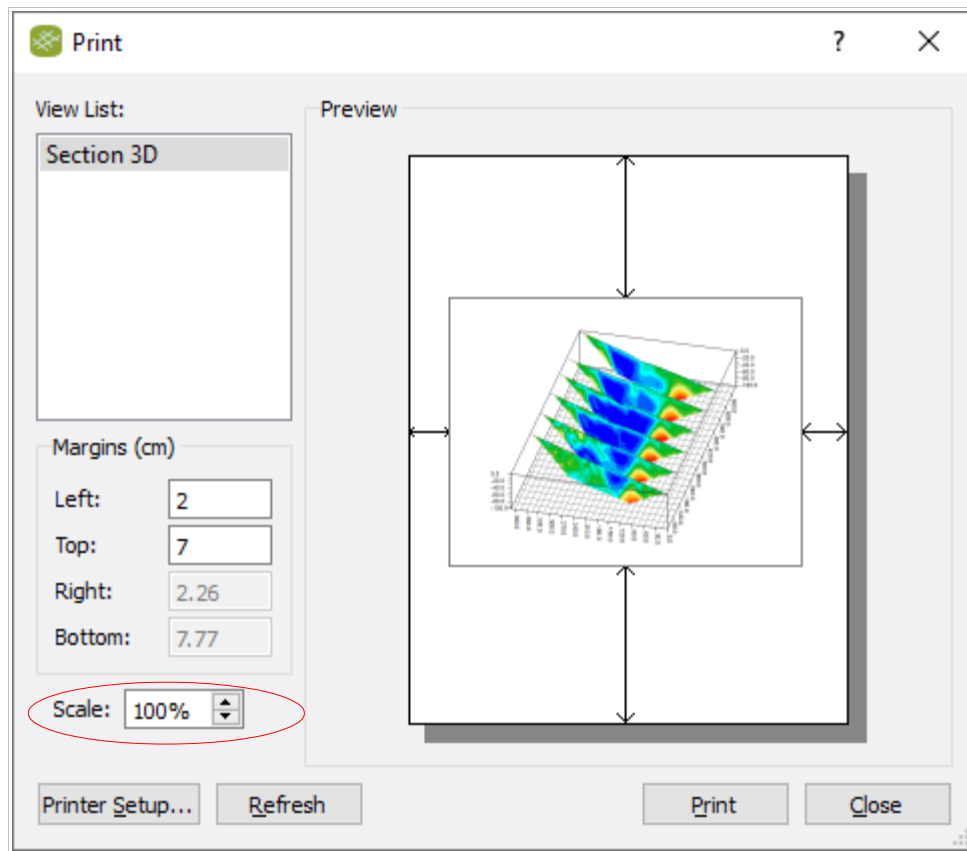 Print
?
View List:
Section 3D
Preview
Margins (cm)
Left:
2
Top:
7
Right:
2.26
Bottom:
7.77
Scale:
100%
Printer Setup...
Refresh
Print
Close